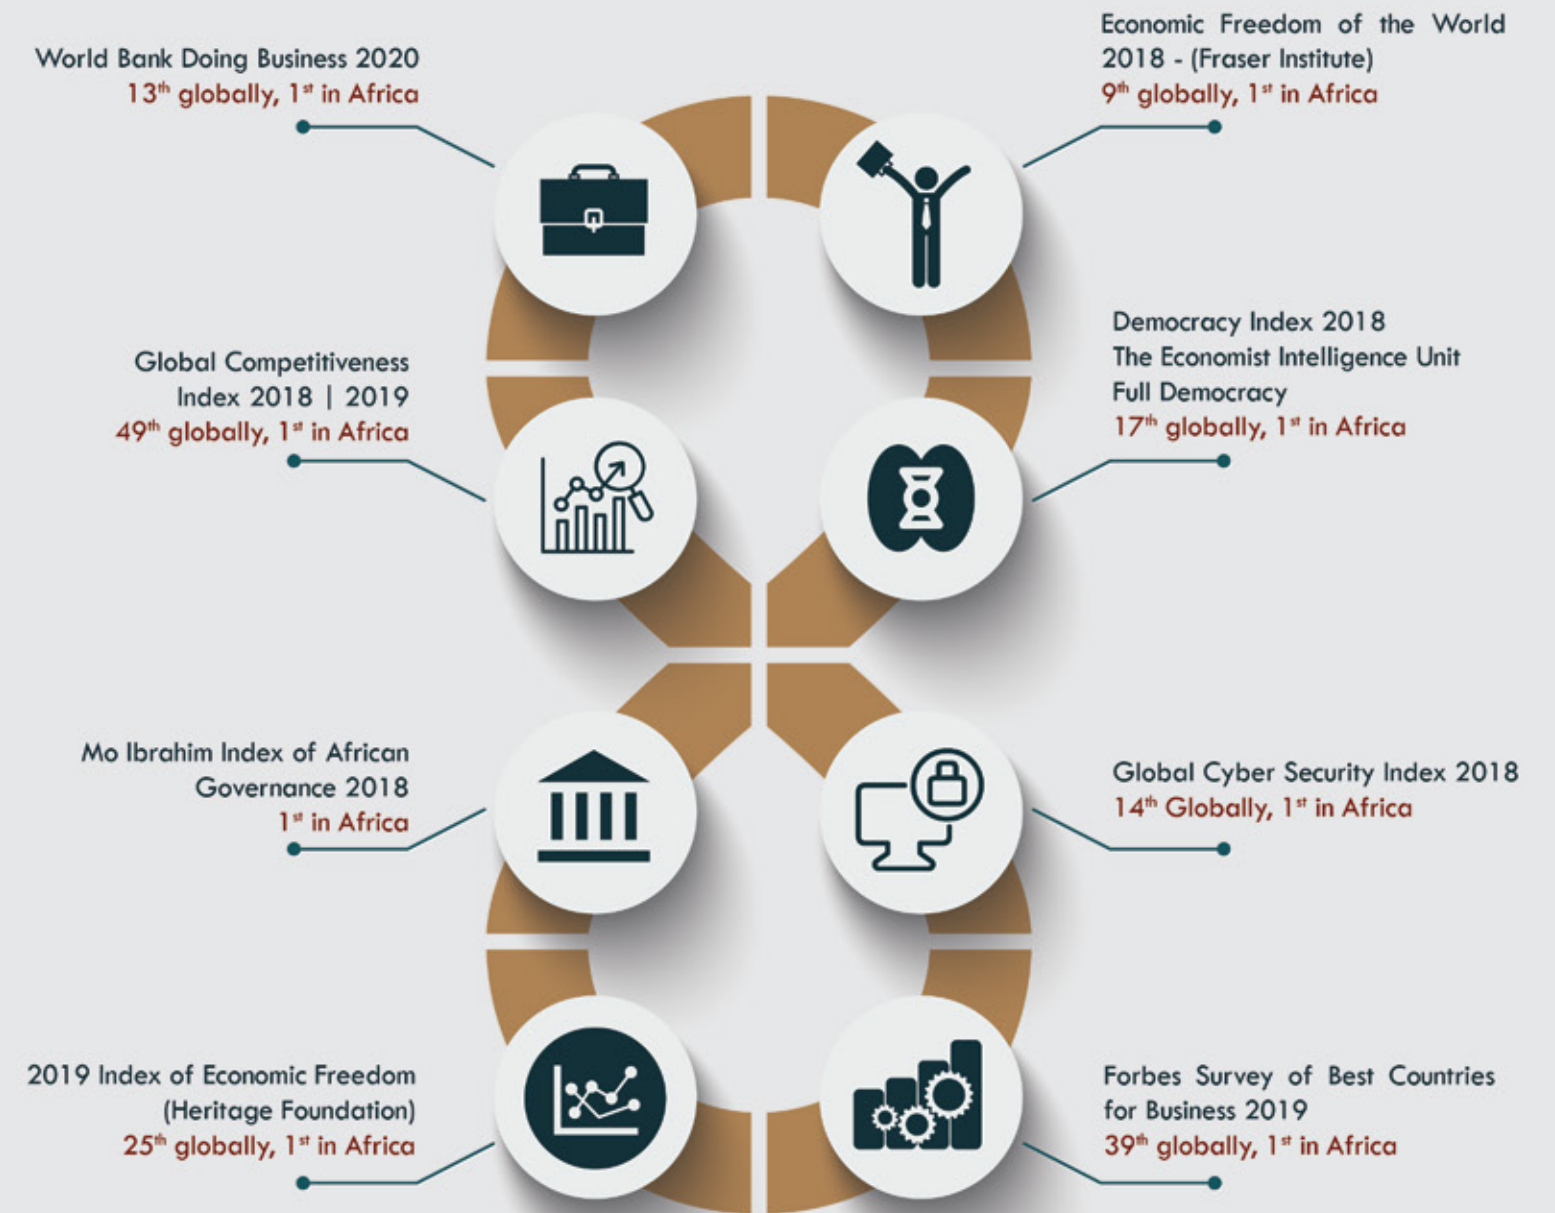 World Bank Doing Business 2020
13th globally, 1st in Africa
Economic Freedom of the World
2018 - (Fraser Institute)
9th globally, 1st in Africa
Global Competitiveness
Index 2018 | 2019
49th globally, 1st in Africa
Democracy Index 2018
The Economist Intelligence Unit
Full Democracy
17th globally, 1st in Africa
Mo Ibrahim Index of African
Governance 2018
1st in Africa
Global Cyber Security Index 2018
14th Globally, 1st in Africa
2019 Index of Economic Freedom
(Heritage Foundation)
25th globally, 1st in Africa
Forbes Survey of Best Countries
for Business 2019
39th globally, 1st in Africa